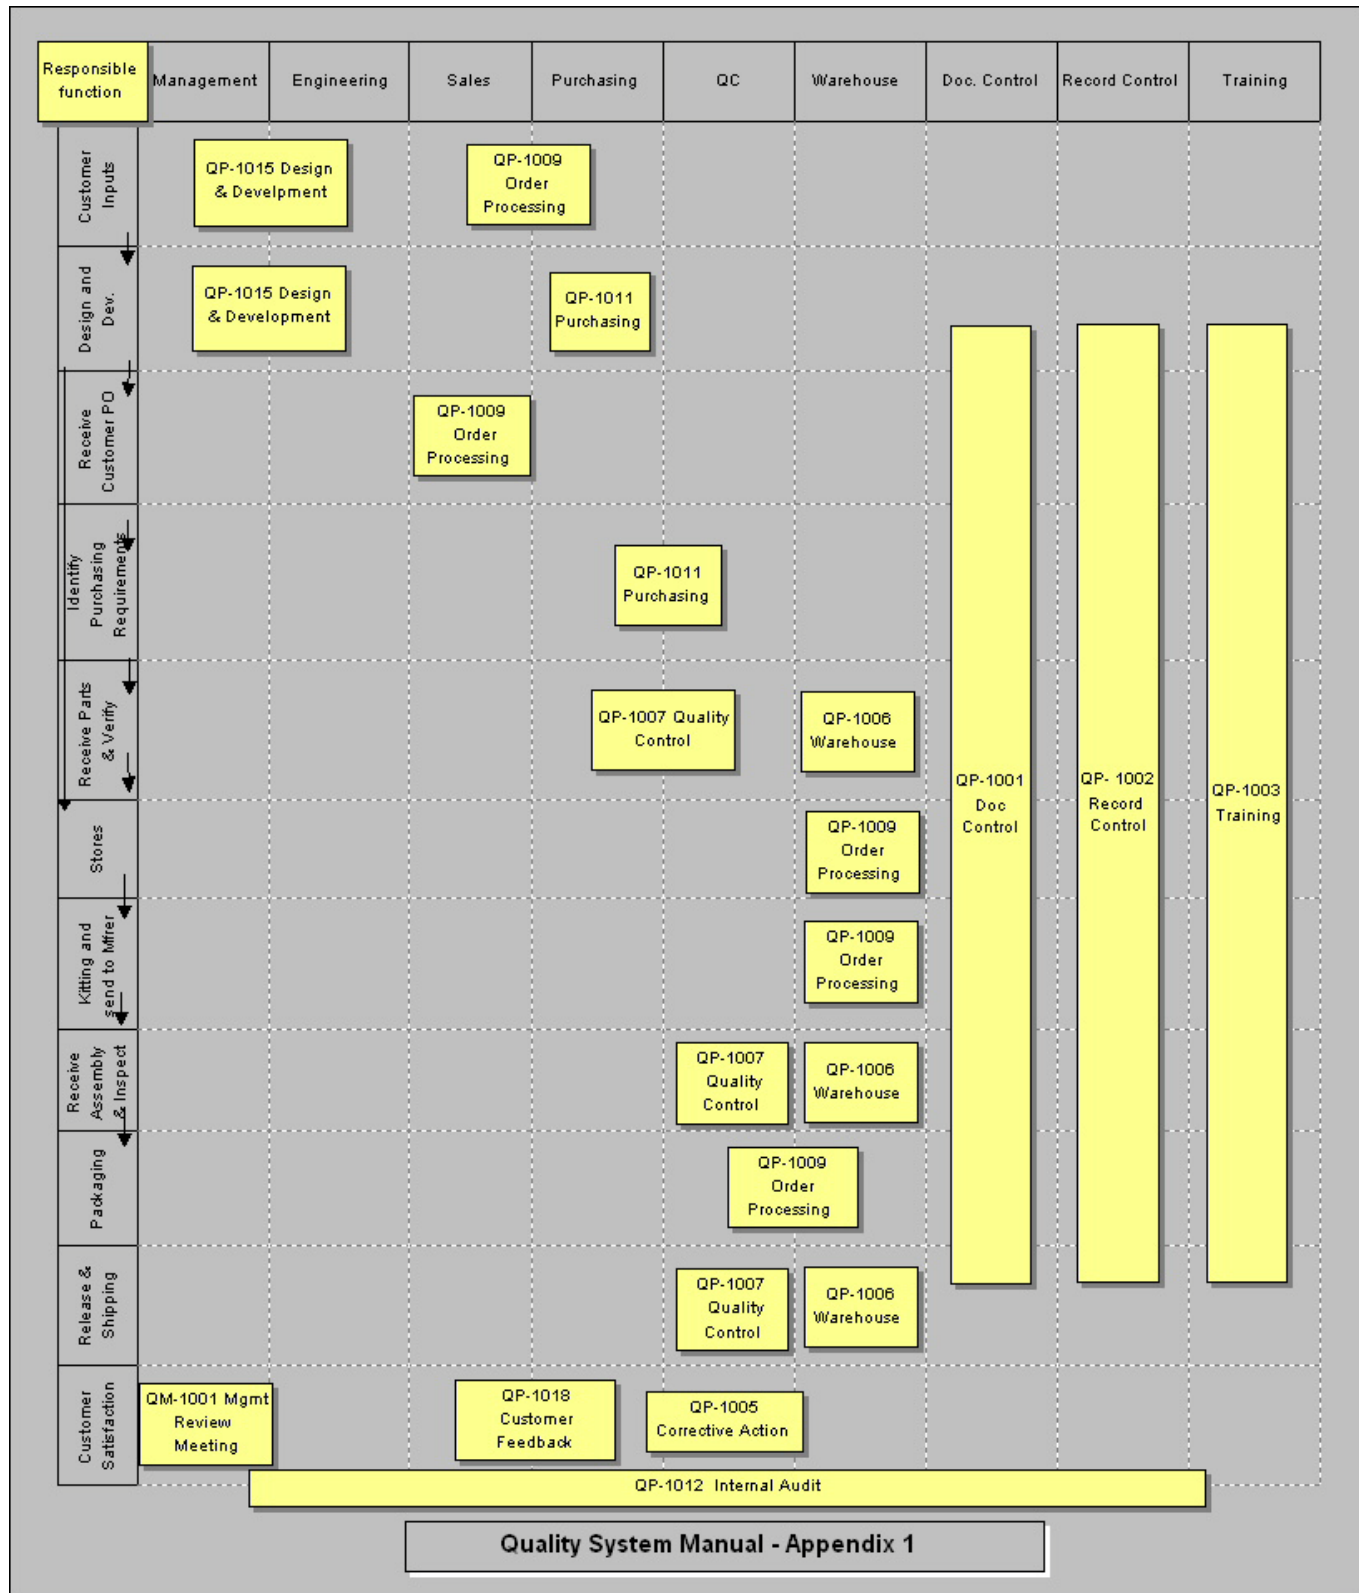 Responsible
function
Management
Engineering
Sales
Purchasing
QC
Warehouse
Doc. Control
Record Control
Training
Customer
Inputs
QP-1015 Design
& Develpment
QP-1009
Order
Processing
Design and
Dev.
QP-1015 Design
& Development
QP-1011
Purchasing
Receive
Customer PO
QP-1009
Order
Processing
Identify
Purchasing
Requirements
QP-1011
Purchasing
Receive Parts
& Verify
QP-1007 Quality
Control
QP-1006
Warehouse
QP-1001
Doc
Control
QP- 1002
Record
Control
QP-1003
Training
Stores
QP-1009
Order
Processing
Kitting and
send to Mfrer
QP-1009
Order
Processing
Receive
Assembly
& Inspect
QP-1007
Quality
Control
QP-1006
Warehouse
Packaging
QP-1009
Order
Processing
Release &
Shipping
QP-1007
Quality
Control
QP-1006
Warehouse
Customer
Satisfaction
QM-1001 Mgmt
Review
Meeting
QP-1018
Customer
Feedback
QP-1005
Corrective Action
QP-1012 Internal Audit
Quality System Manual - Appendix 1